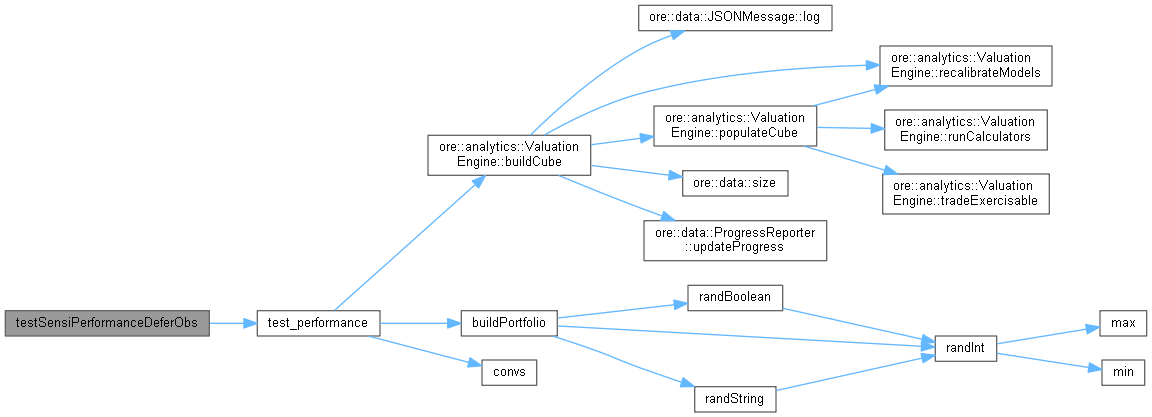 ore::data::JSONMessage::log
ore::analytics::Valuation
Engine::recalibrateModels
ore::analytics::Valuation
Engine::populateCube
ore::analytics::Valuation
Engine::runCalculators
ore::analytics::Valuation
Engine::buildCube
ore::data::size
ore::analytics::Valuation
Engine::tradeExercisable
ore::data::ProgressReporter
::updateProgress
testSensiPerformanceDeferObs
test_performance
buildPortfolio
randBoolean
convs
randInt
max
min
randString